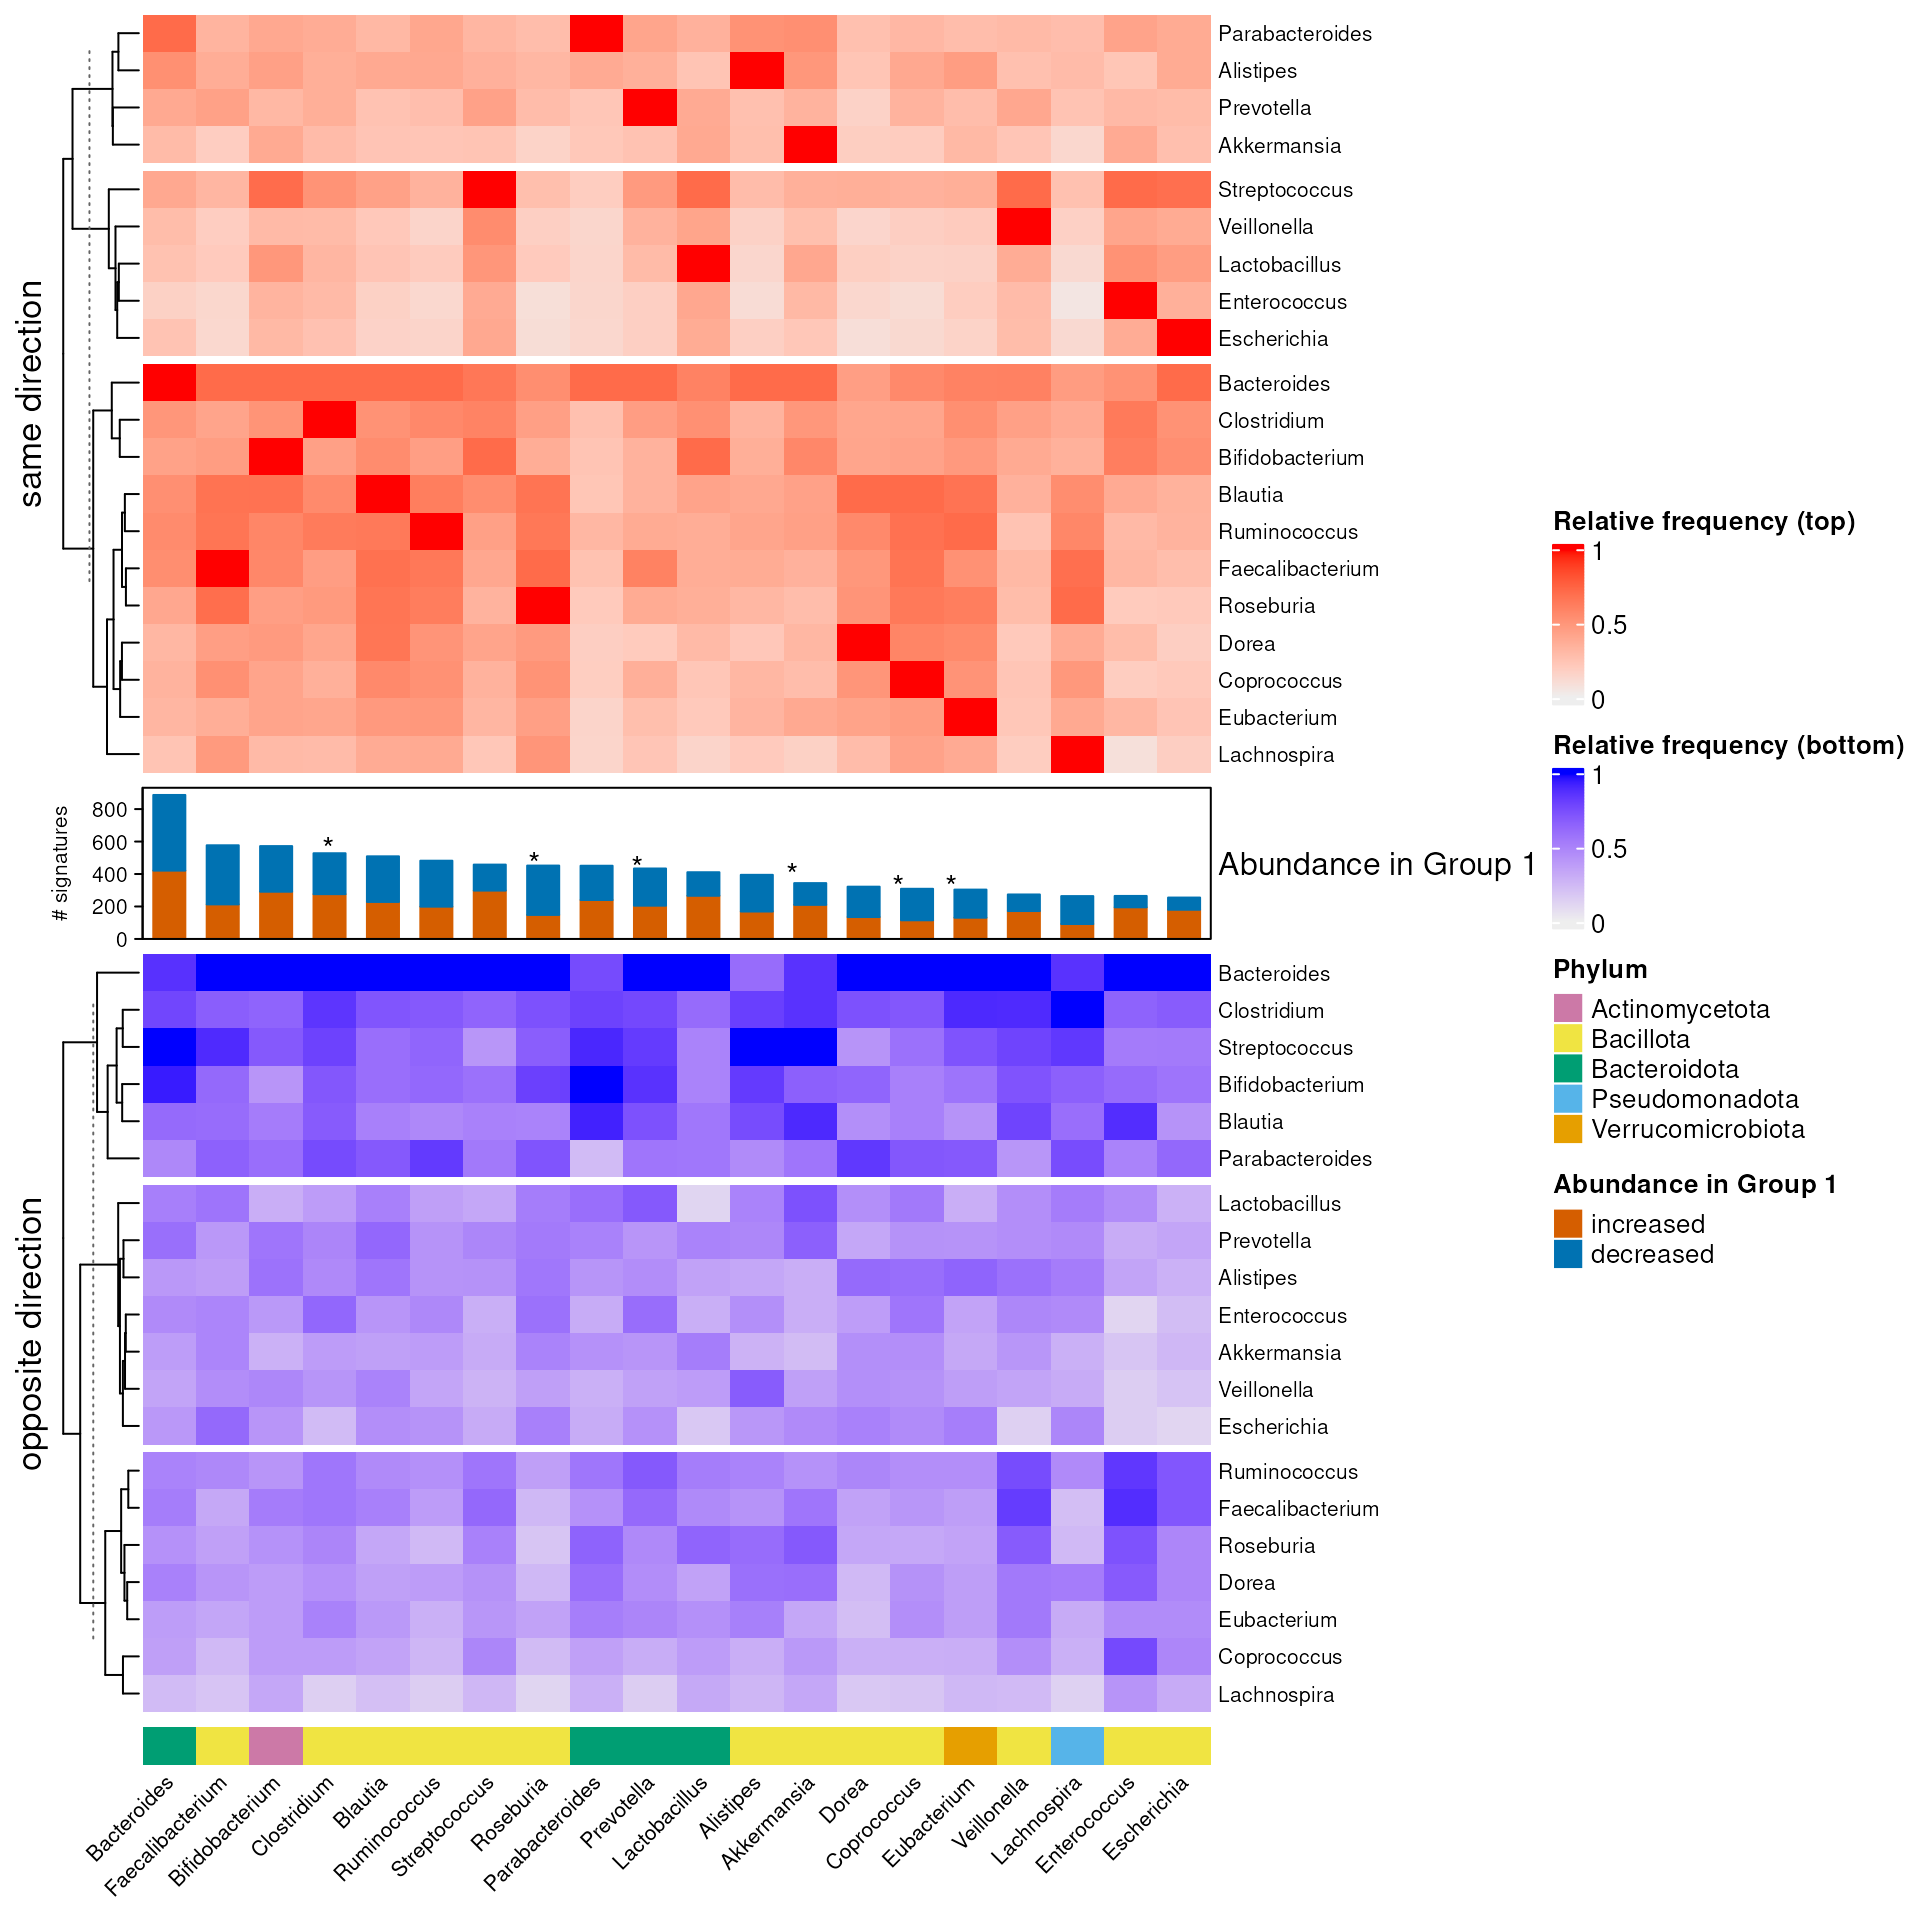 same direction
Parabacteroides
Alistipes
Prevotella
Akkermansia
Streptococcus
Veillonella
Lactobacillus
Enterococcus
Escherichia
Bacteroides
Clostridium
Bifidobacterium
Blautia
Ruminococcus
Faecalibacterium
Roseburia
Dorea
Coprococcus
Eubacterium
Lachnospira
# signatures
800
600
400
200
0
* * * * * *
Abundance in Group 1
opposite direction
Bacteroides
Clostridium
Streptococcus
Bifidobacterium
Blautia
Parabacteroides
Lactobacillus
Prevotella
Alistipes
Enterococcus
Akkermansia
Veillonella
Escherichia
Ruminococcus
Faecalibacterium
Roseburia
Dorea
Eubacterium
Coprococcus
Lachnospira
Bacteroides
Faecalibacterium
Bifidobacterium
Clostridium
Blautia
Ruminococcus
Streptococcus
Roseburia
Parabacteroides
Prevotella
Lactobacillus
Alistipes
Akkermansia
Dorea
Coprococcus
Eubacterium
Veillonella
Lachnospira
Enterococcus
Escherichia
Relative frequency (top)
1
0.5
0
Relative frequency (bottom)
1
0.5
0
Phylum
Actinomycetota
Bacillota
Bacteroidota
Pseudomonadota
Verrucomicrobiota
Abundance in Group 1
increased
decreased